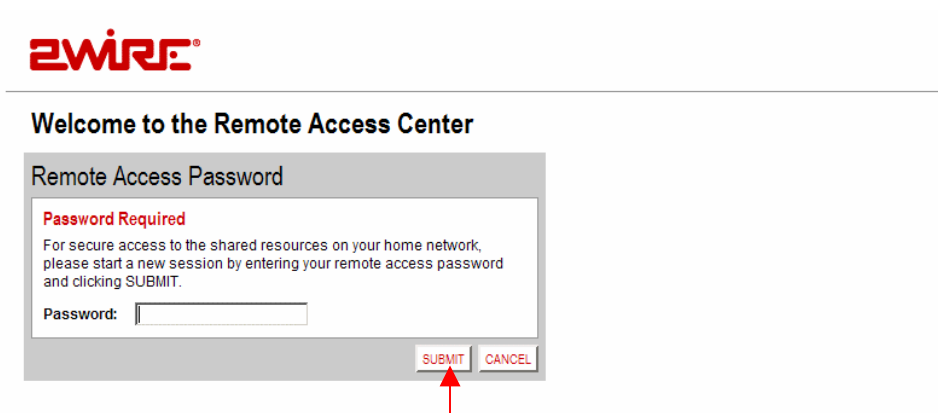 2WIRE®
Welcome to the Remote Access Center
Remote Access Password
Password Required
For secure access to the shared resources on your home network,
please start a new session by entering your remote access password
and clicking SUBMIT.
Password:
SUBMIT CANCEL